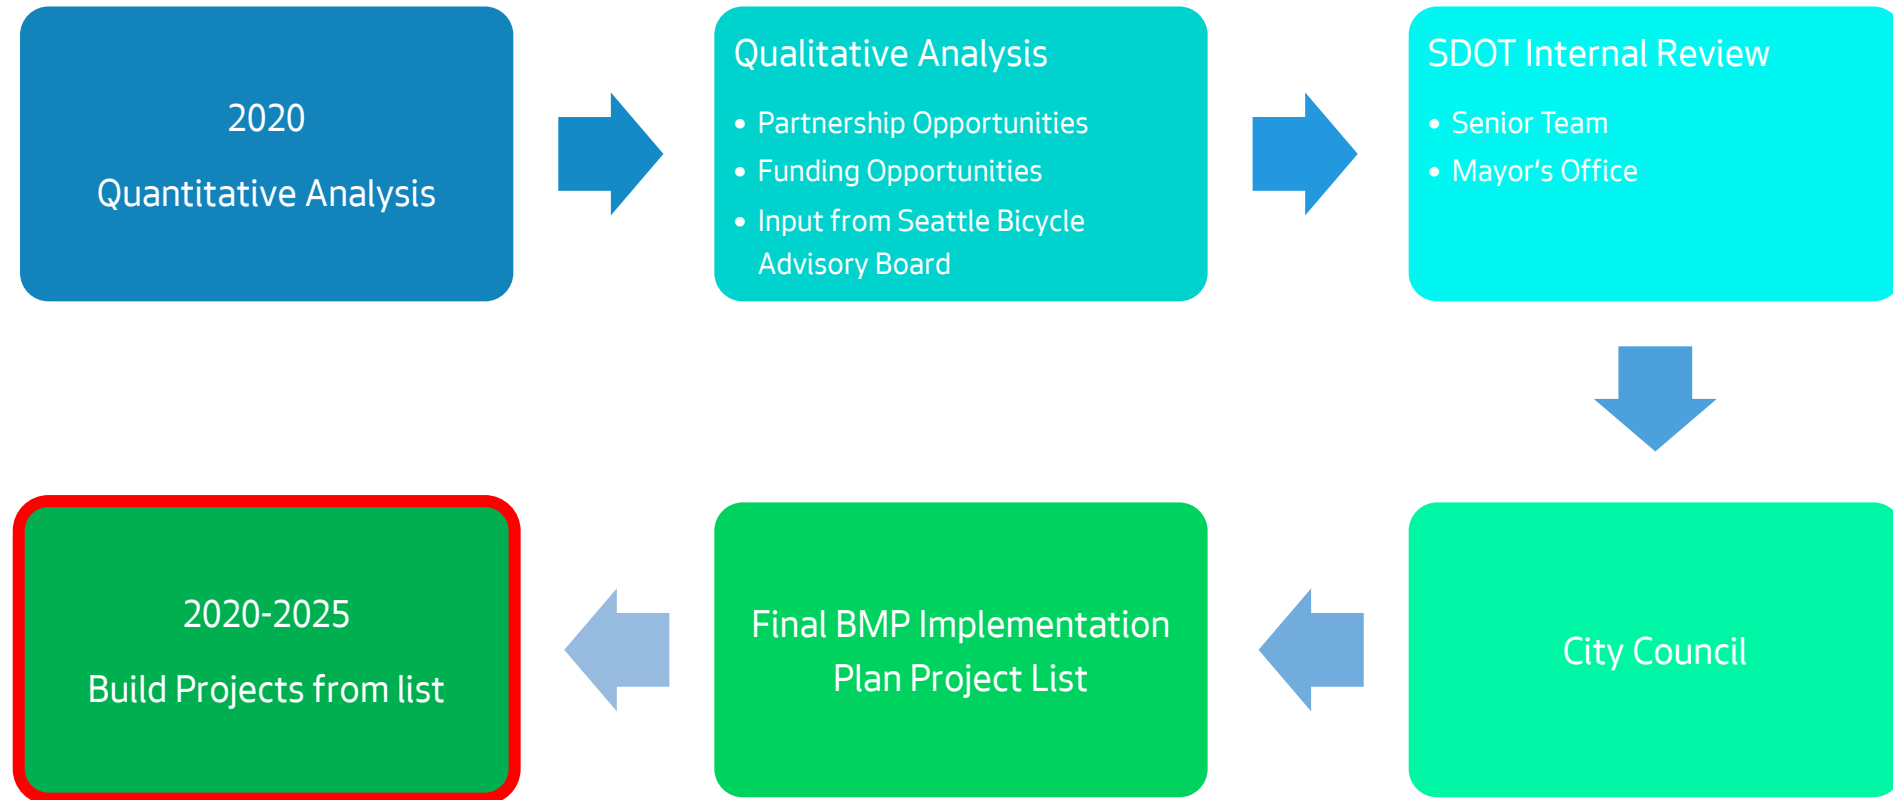 2020
Quantitative Analysis
Qualitative Analysis
• Partnership Opportunities
• Funding Opportunities
• Input from Seattle Bicycle
Advisory Board
SDOT Internal Review
• Senior Team
• Mayor's Office
City Council
Final BMP Implementation
Plan Project List
2020-2025
Build Projects from list